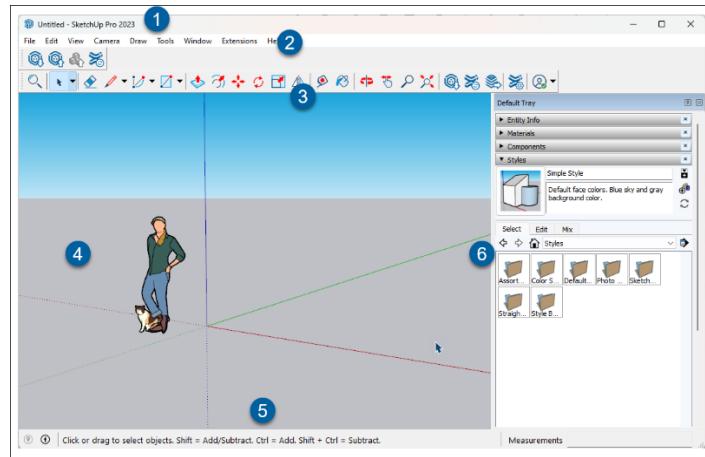 Untitled - SketchUp Pro 2023
1
File Edit View Camera Draw Tools Window Extensions He
2
3
Default Tray
Entity Info
Materials
Components
Styles
Simple Style
Default face colors. Blue sky and gray
background color.
Select Edit Mix
4
6
Styles
Assort... Color S... Default... Photo ... Sketch...
Straigh... Style B...
5
Click or drag to select objects. Shift = Add/Subtract. Ctrl = Add. Shift + Ctrl = Subtract.
Measurements